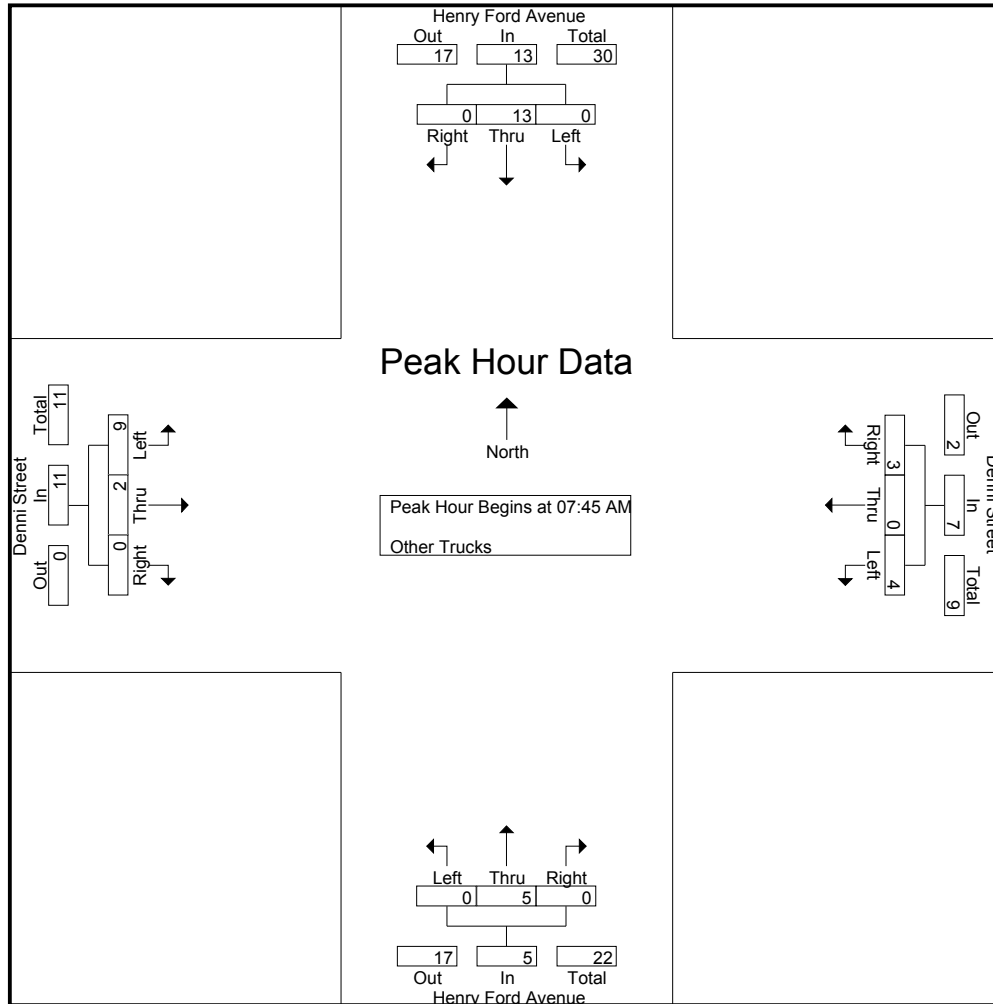 Henry Ford Avenue
Out In Total
17 13 30
0 13 0
Right Thru Left
Peak Hour Data
North
Peak Hour Begins at 07:45 AM
Other Trucks
Denni Street
Out In Total
0 11 11
0 2 9
Right Thru Left
Denni Street
Out In Total
2 7 9
3 0 4
Right Thru Left
Left Thru Right
0 5 0
17 5 22
Out In Total
Henry Ford Avenue